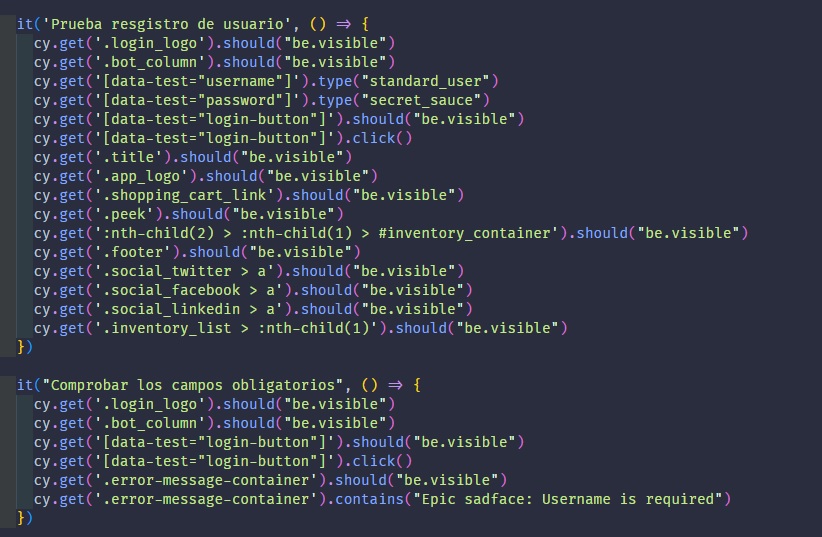 it('Prueba resgistro de usuario', () => {
  cy.get('.login_logo').should("be.visible")
  cy.get('.bot_column').should("be.visible")
  cy.get('[data-test="username"]').type("standard_user")
  cy.get('[data-test="password"]').type("secret_sauce")
  cy.get('[data-test="login-button"]').should("be.visible")
  cy.get('[data-test="login-button"]').click()
  cy.get('.title').should("be.visible")
  cy.get('.app_logo').should("be.visible")
  cy.get('.shopping_cart_link').should("be.visible")
  cy.get('.peek').should("be.visible")
  cy.get(':nth-child(2) > :nth-child(1) > #inventory_container').should("be.visible")
  cy.get('.footer').should("be.visible")
  cy.get('.social_twitter > a').should("be.visible")
  cy.get('.social_facebook > a').should("be.visible")
  cy.get('.social_linkedin > a').should("be.visible")
  cy.get('.inventory_list > :nth-child(1)').should("be.visible")
})

it("Comprobar los campos obligatorios", () => {
  cy.get('.login_logo').should("be.visible")
  cy.get('.bot_column').should("be.visible")
  cy.get('[data-test="login-button"]').should("be.visible")
  cy.get('[data-test="login-button"]').click()
  cy.get('.error-message-container').should("be.visible")
  cy.get('.error-message-container').contains("Epic sadface: Username is required")
})